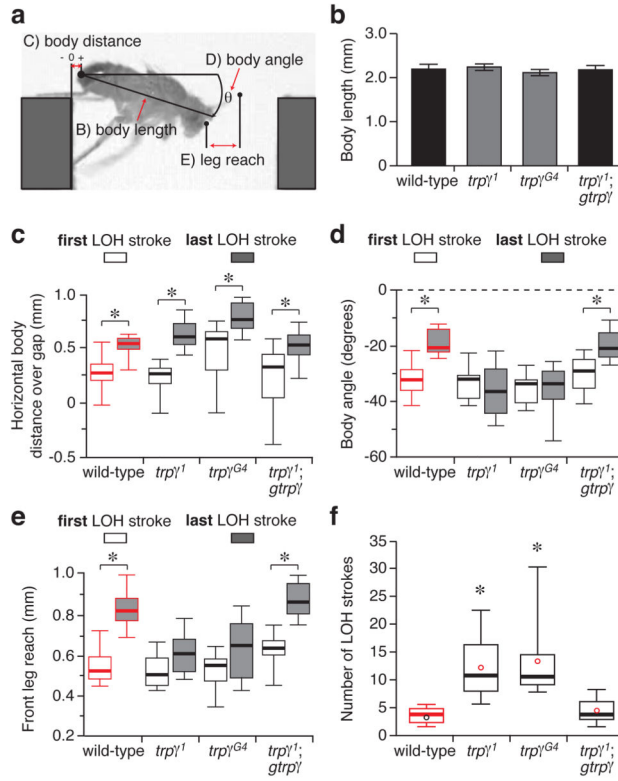 a
C) body distance
- 0 +
D) body angle
θ
B) body length
E) leg reach
b
Body length (mm)
3.0
2.0
1.0
0
wild-type
trpγ¹
trpγᴳ⁴
trpγ¹;
gtrpγ
c
first LOH stroke
last LOH stroke
Horizontal body
distance over gap (mm)
1.0
0.5
0
-0.5
*
*
*
*
wild-type
trpγ¹
trpγᴳ⁴
trpγ¹;
gtrpγ
d
first LOH stroke
last LOH stroke
Body angle (degrees)
0
-20
-40
-60
*
*
wild-type
trpγ¹
trpγᴳ⁴
trpγ¹;
gtrpγ
e
first LOH stroke
last LOH stroke
Front leg reach (mm)
1.0
0.8
0.6
0.4
0.2
*
*
wild-type
trpγ¹
trpγᴳ⁴
trpγ¹;
gtrpγ
f
Number of LOH strokes
35
30
25
20
15
10
5
0
*
*
wild-type
trpγ¹
trpγᴳ⁴
trpγ¹;
gtrpγ